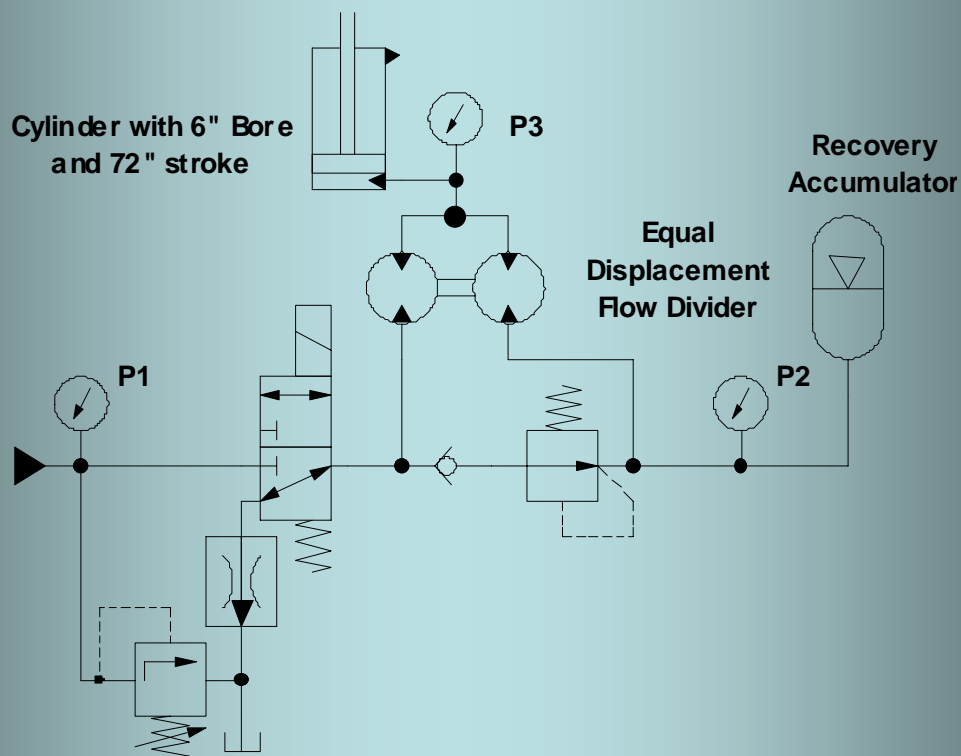 Cylinder with 6" Bore
and 72" stroke
P3
Recovery
Accumulator
Equal
Displacement
Flow Divider
P1
P2